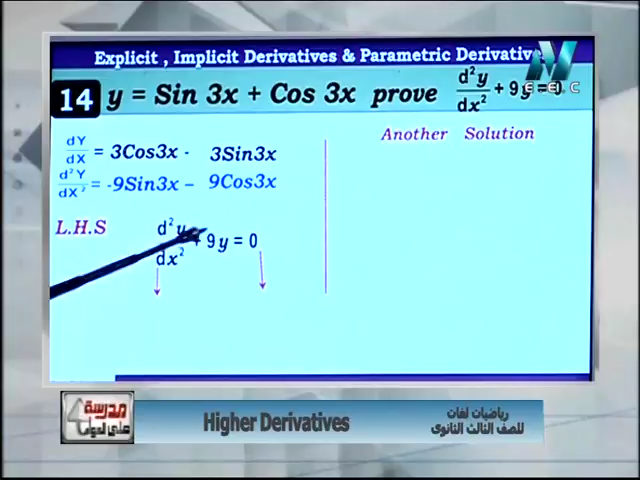 Explicit , Implicit Derivatives & Parametric Derivative
14 y = Sin 3x + Cos 3x prove d²y/dx² + 9y = 0
EEC
Another Solution
dY/dX = 3Cos3x - 3Sin3x
d²Y/dX² = -9Sin3x – 9Cos3x
L.H.S d²y/dx² + 9y = 0
مدرسة
على الهواء
Higher Derivatives
رياضيات لغات
للصف الثالث الثانوى